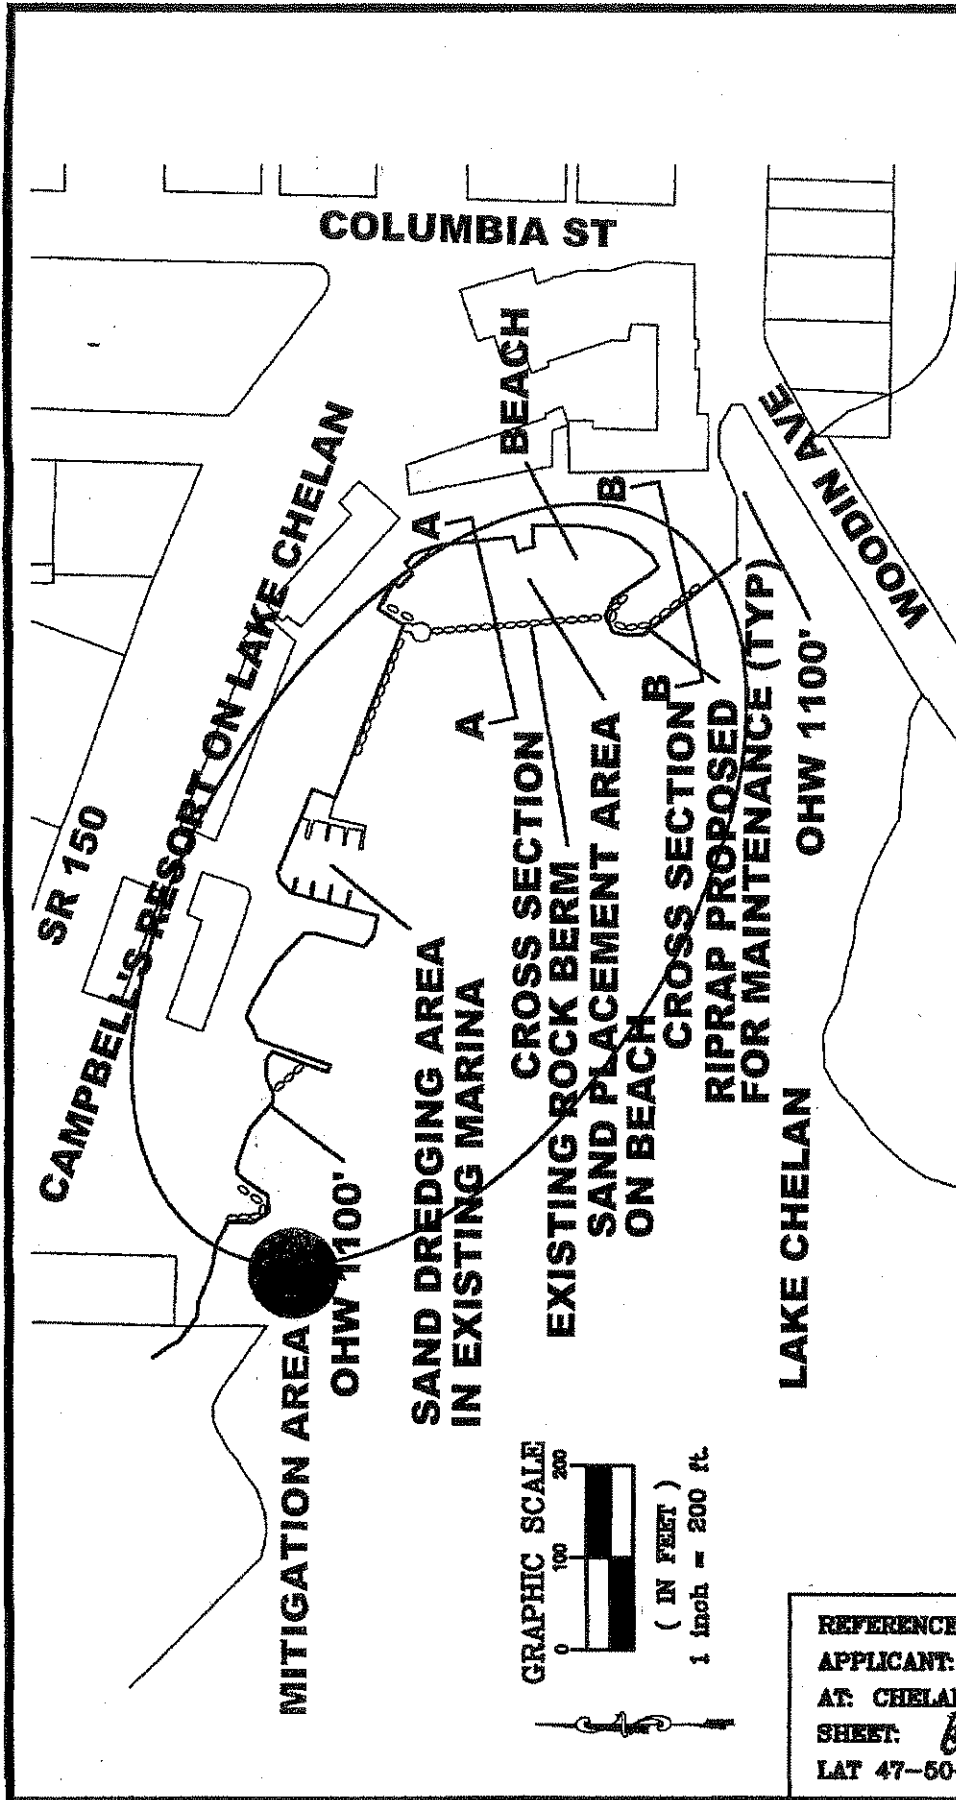 COLUMBIA ST
CAMPBELL'S RESORT ON LAKE CHELAN
SR 150
BEACH
WOODIN AVE
A
A
B
B
CROSS SECTION
EXISTING ROCK BERM
SAND PLACEMENT AREA
ON BEACH
CROSS SECTION
RIPRAP PROPOSED
FOR MAINTENANCE (TYP)
OHW 1100'
SAND DREDGING AREA
IN EXISTING MARINA
OHW 1100'
MITIGATION AREA
LAKE CHELAN
GRAPHIC SCALE
0 100 200
( IN FEET )
1 inch = 200 ft.
REFERENCE
APPLICANT:
AT: CHELA
SHEET:
LAT 47-50-